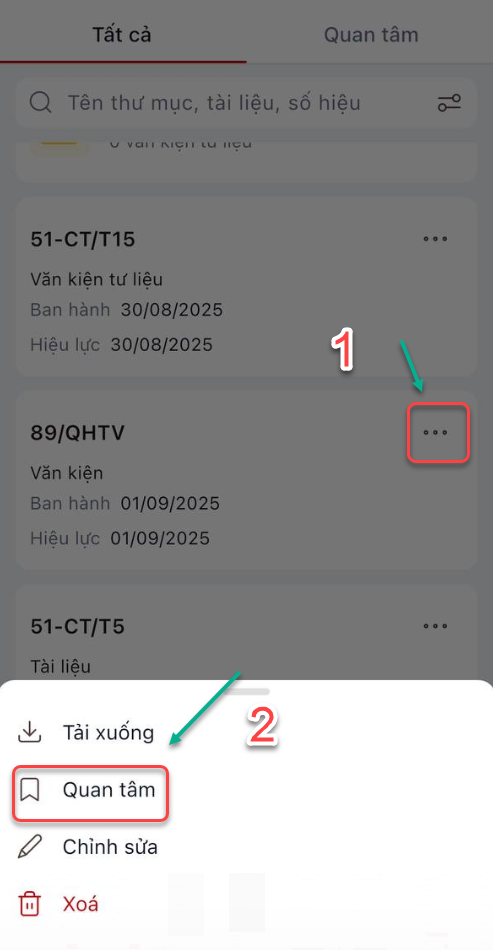 Tất cả
Quan tâm
Tên thư mục, tài liệu, số hiệu
0 văn kiện tư liệu
51-CT/T15
Văn kiện tư liệu
Ban hành 30/08/2025
Hiệu lực 30/08/2025
1
89/QHTV
Văn kiện
Ban hành 01/09/2025
Hiệu lực 01/09/2025
51-CT/T5
Tài liệu
2
Tải xuống
Quan tâm
Chỉnh sửa
Xoá